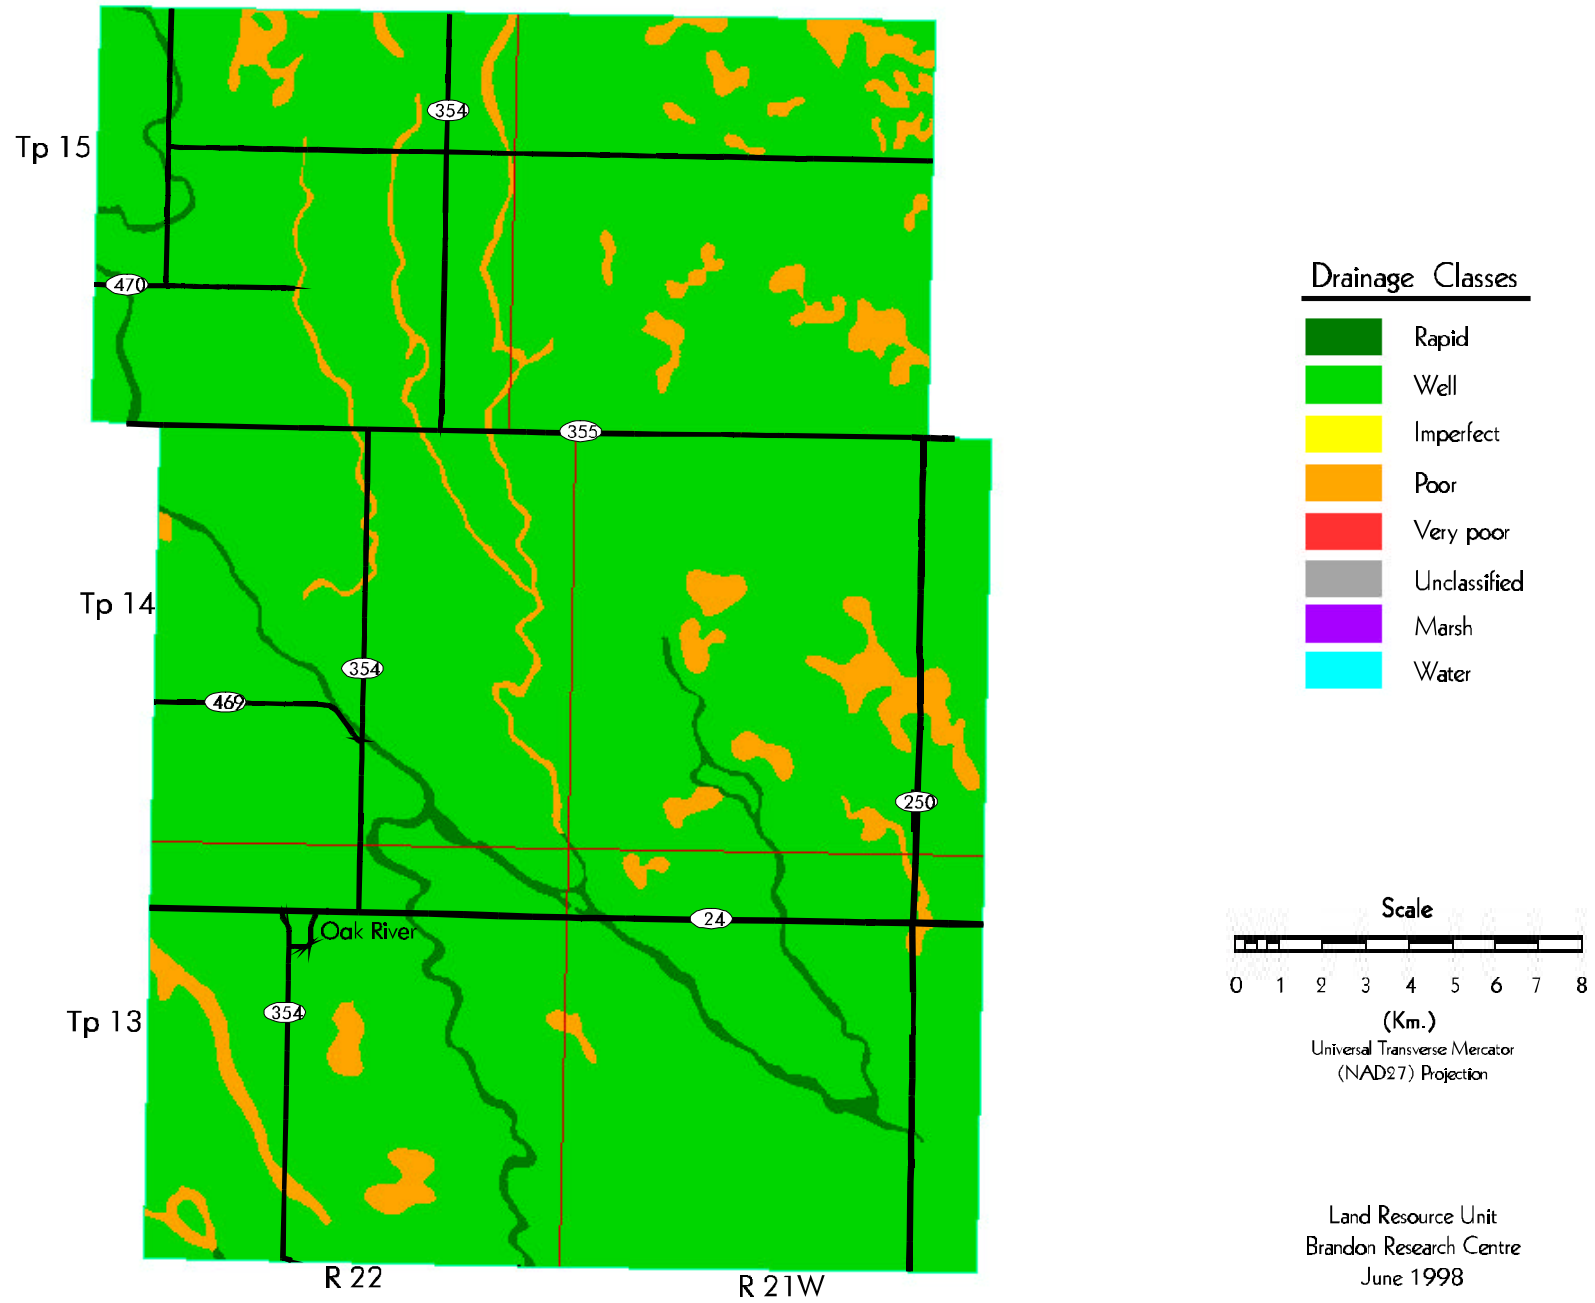 354
Tp 15
470
Drainage Classes
Rapid
Well
Imperfect
Poor
Very poor
Unclassified
Marsh
Water
355
Tp 14
354
469
250
24
Oak River
354
Tp 13
R 22
R 21W
Scale
0 1 2 3 4 5 6 7 8
(Km.)
Universal Transverse Mercator
(NAD27) Projection
Land Resource Unit
Brandon Research Centre
June 1998